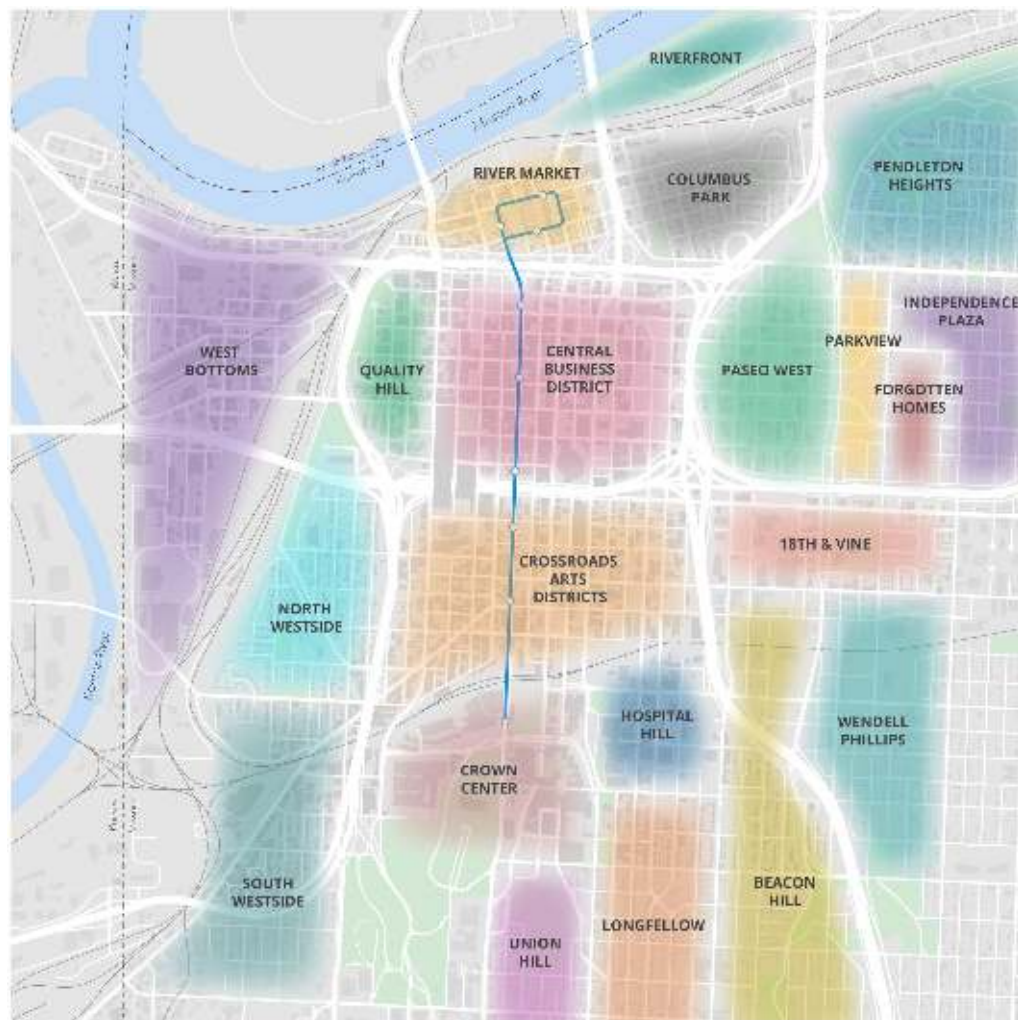 RIVERFRONT
Missouri River
RIVER MARKET
COLUMBUS
PARK
PENDLETON
HEIGHTS
INDEPENDENCE
PLAZA
PARKVIEW
WEST
BOTTOMS
QUALITY
HILL
CENTRAL
BUSINESS
DISTRICT
PASEO WEST
FORGOTTEN
HOMES
18TH & VINE
CROSSROADS
ARTS
DISTRICTS
NORTH
WESTSIDE
HOSPITAL
HILL
WENDELL
PHILLIPS
CROWN
CENTER
SOUTH
WESTSIDE
BEACON
HILL
LONGFELLOW
UNION
HILL